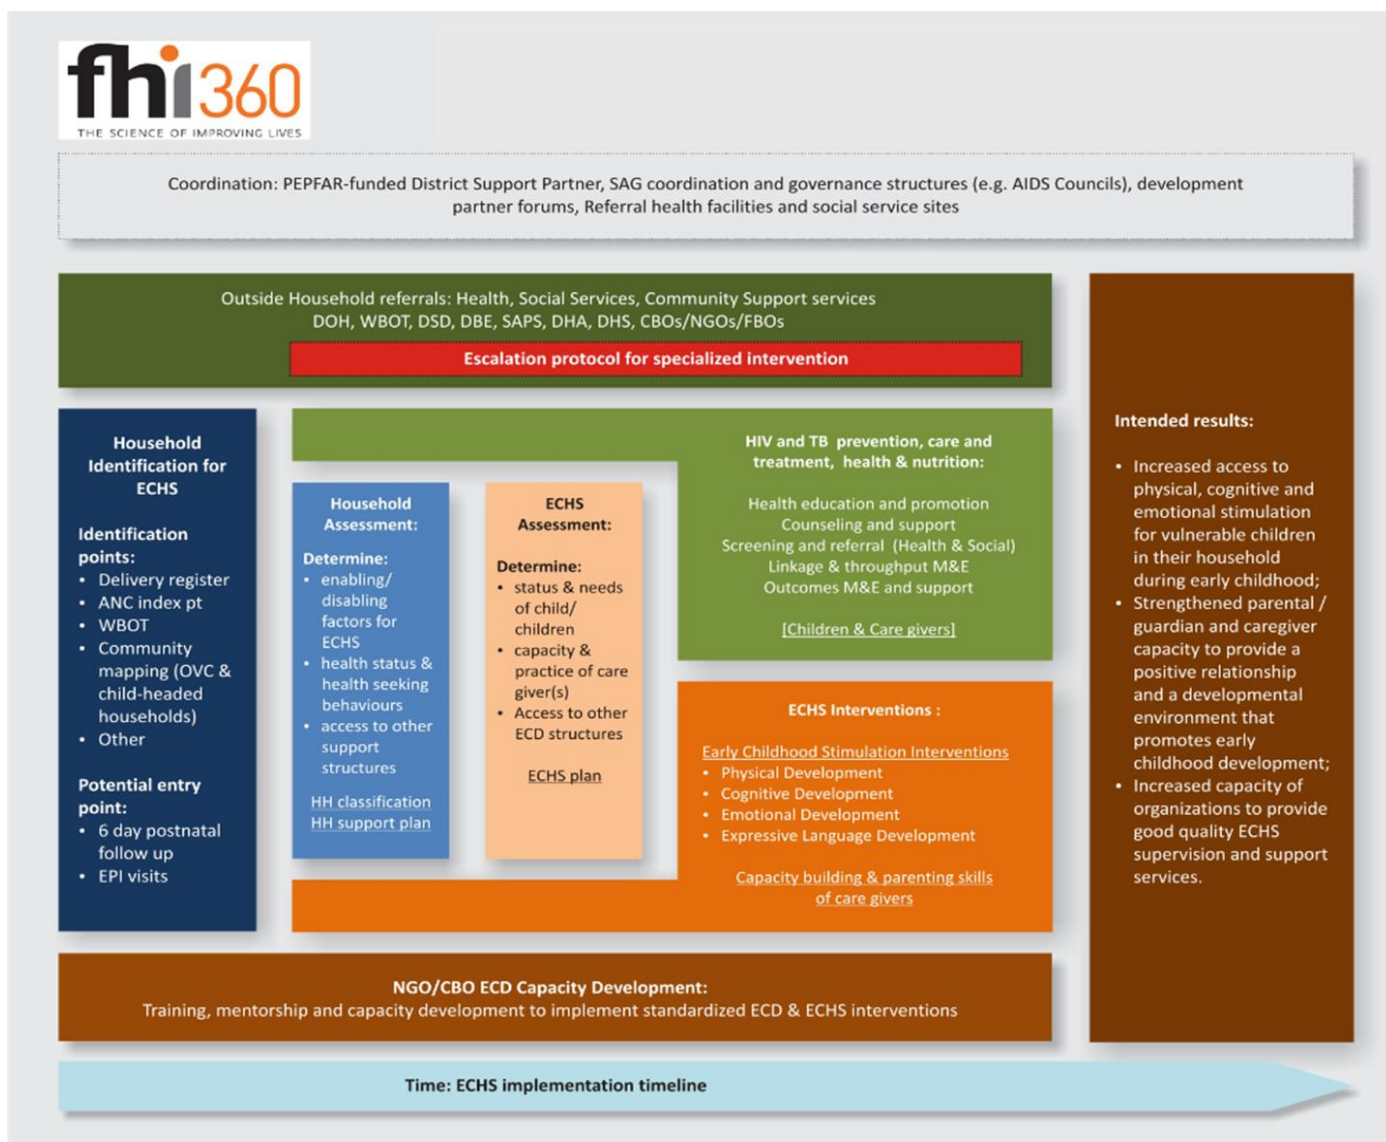 fhi360
THE SCIENCE OF IMPROVING LIVES
Coordination: PEPFAR-funded District Support Partner, SAG coordination and governance structures (e.g. AIDS Councils), development
partner forums, Referral health facilities and social service sites
Outside Household referrals: Health, Social Services, Community Support services
DOH, WBOT, DSD, DBE, SAPS, DHA, DHS, CBOs/NGOs/FBOs
Escalation protocol for specialized intervention
Household
Identification for
ECHS
Identification
points:
• Delivery register
• ANC index pt
• WBOT
• Community
mapping (OVC &
child-headed
households)
• Other
Potential entry
point:
• 6 day postnatal
follow up
• EPI visits
Household
Assessment:
Determine:
• enabling/
disabling
factors for
ECHS
• health status &
health seeking
behaviours
• access to other
support
structures
HH classification
HH support plan
ECHS
Assessment:
Determine:
• status & needs
of child/
children
• capacity &
practice of care
giver(s)
• Access to other
ECD structures
ECHS plan
HIV and TB prevention, care and
treatment, health & nutrition:
Health education and promotion
Counseling and support
Screening and referral (Health & Social)
Linkage & throughput M&E
Outcomes M&E and support
[Children & Care givers]
ECHS Interventions :
Early Childhood Stimulation Interventions
• Physical Development
• Cognitive Development
• Emotional Development
• Expressive Language Development
Capacity building & parenting skills
of care givers
Intended results:
• Increased access to
physical, cognitive and
emotional stimulation
for vulnerable children
in their household
during early childhood;
• Strengthened parental /
guardian and caregiver
capacity to provide a
positive relationship
and a developmental
environment that
promotes early
childhood development;
• Increased capacity of
organizations to provide
good quality ECHS
supervision and support
services.
NGO/CBO ECD Capacity Development:
Training, mentorship and capacity development to implement standardized ECD & ECHS interventions
Time: ECHS implementation timeline